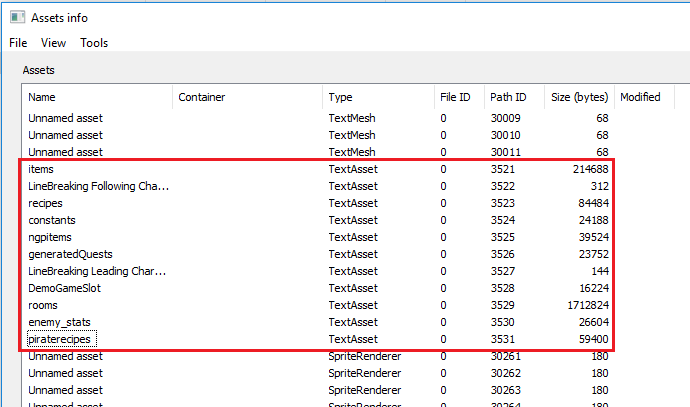 Assets info
File View Tools
Assets
Name Container Type File ID Path ID Size (bytes) Modified
Unnamed asset TextMesh 0 30009 68
Unnamed asset TextMesh 0 30010 68
Unnamed asset TextMesh 0 30011 68
items TextAsset 0 3521 214688
LineBreaking Following Cha... TextAsset 0 3522 312
recipes TextAsset 0 3523 84484
constants TextAsset 0 3524 24188
ngpitems TextAsset 0 3525 39524
generatedQuests TextAsset 0 3526 23752
LineBreaking Leading Char... TextAsset 0 3527 144
DemoGameSlot TextAsset 0 3528 16224
rooms TextAsset 0 3529 1712824
enemy_stats TextAsset 0 3530 26604
piraterecipes TextAsset 0 3531 59400
Unnamed asset SpriteRenderer 0 30261 180
Unnamed asset SpriteRenderer 0 30262 180
Unnamed asset SpriteRenderer 0 30263 180
Unnamed asset SpriteRenderer 0 30264 180